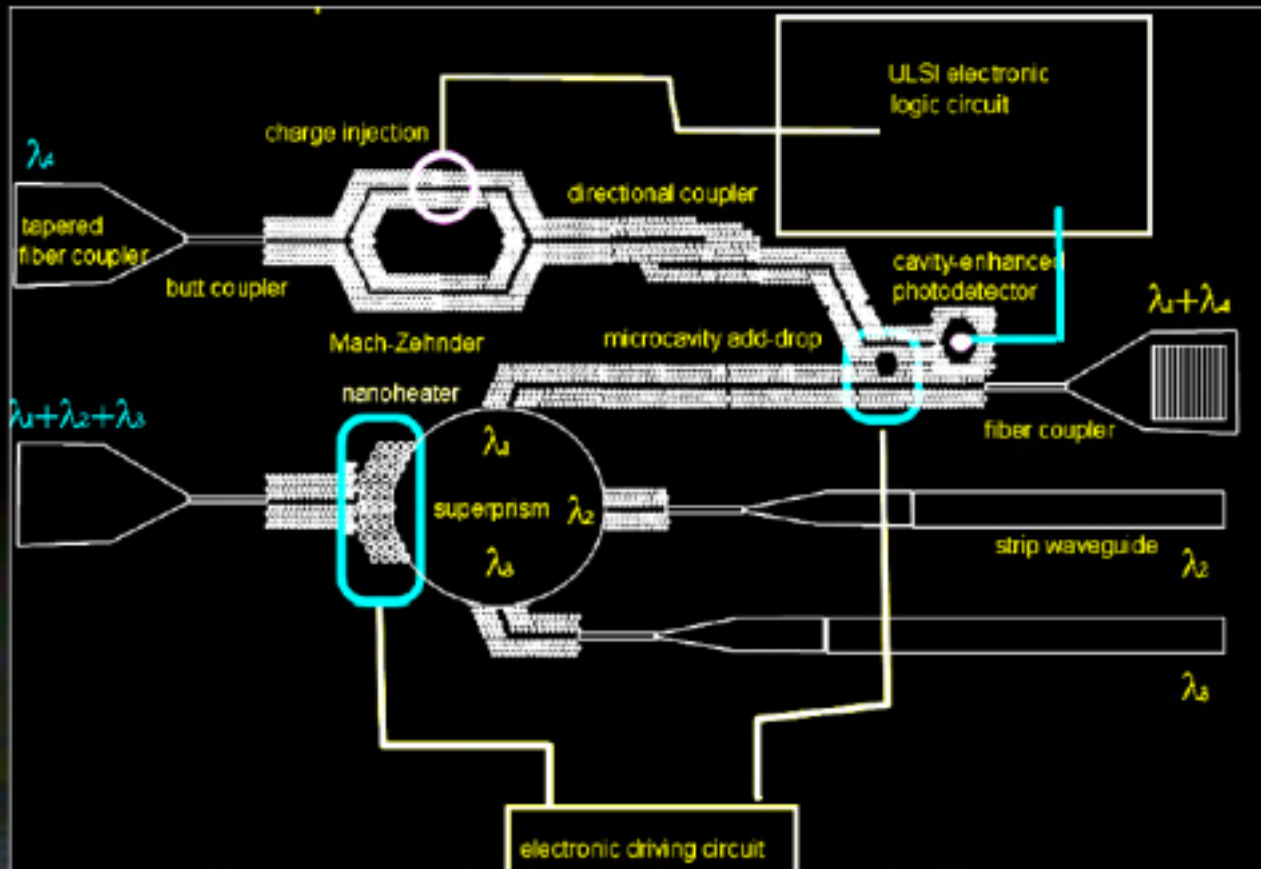 ULSI electronic
logic circuit
charge injection
λ4
directional coupler
tapered
fiber coupler
butt coupler
cavity-enhanced
photodetector
λ1+λ4
Mach-Zehnder
microcavity add-drop
nanoheater
λ1+λ2+λ3
fiber coupler
λ1
superprism
λ2
λ3
strip waveguide
λ2
λ3
electronic driving circuit